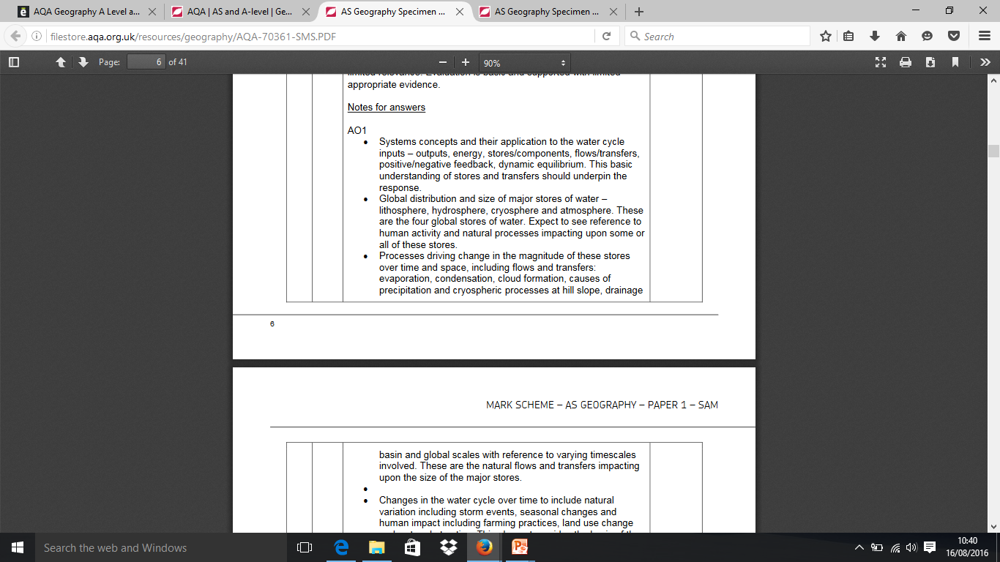 AQA Geography A Level a...
AQA | AS and A-level | Ge...
AS Geography Specimen ...
AS Geography Specimen ...
filestore.aqa.org.uk/resources/geography/AQA-70361-SMS.PDF
Search
Page: 6 of 41
90%
appropriate evidence.
Notes for answers
AO1
• Systems concepts and their application to the water cycle
inputs – outputs, energy, stores/components, flows/transfers,
positive/negative feedback, dynamic equilibrium. This basic
understanding of stores and transfers should underpin the
response.
• Global distribution and size of major stores of water –
lithosphere, hydrosphere, cryosphere and atmosphere. These
are the four global stores of water. Expect to see reference to
human activity and natural processes impacting upon some or
all of these stores.
• Processes driving change in the magnitude of these stores
over time and space, including flows and transfers:
evaporation, condensation, cloud formation, causes of
precipitation and cryospheric processes at hill slope, drainage
6
MARK SCHEME – AS GEOGRAPHY – PAPER 1 – SAM
basin and global scales with reference to varying timescales
involved. These are the natural flows and transfers impacting
upon the size of the major stores.
•
• Changes in the water cycle over time to include natural
variation including storm events, seasonal changes and
human impact including farming practices, land use change
Search the web and Windows
10:40
16/08/2016